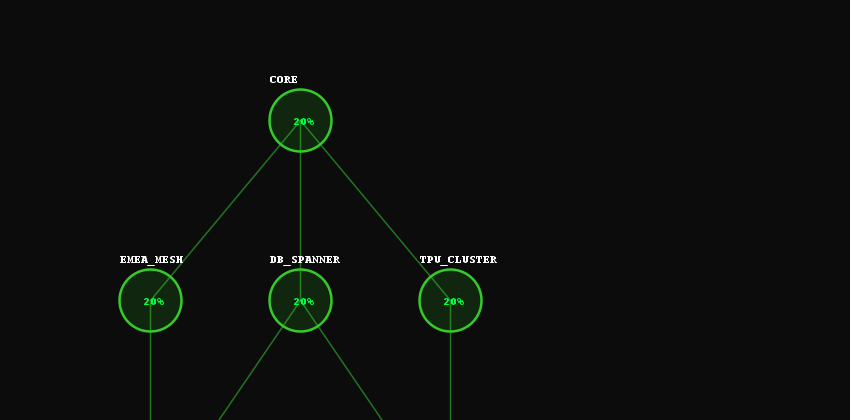 CORE
20%
EMEA_MESH
DB_SPANNER
TPU_CLUSTER
20%
20%
20%